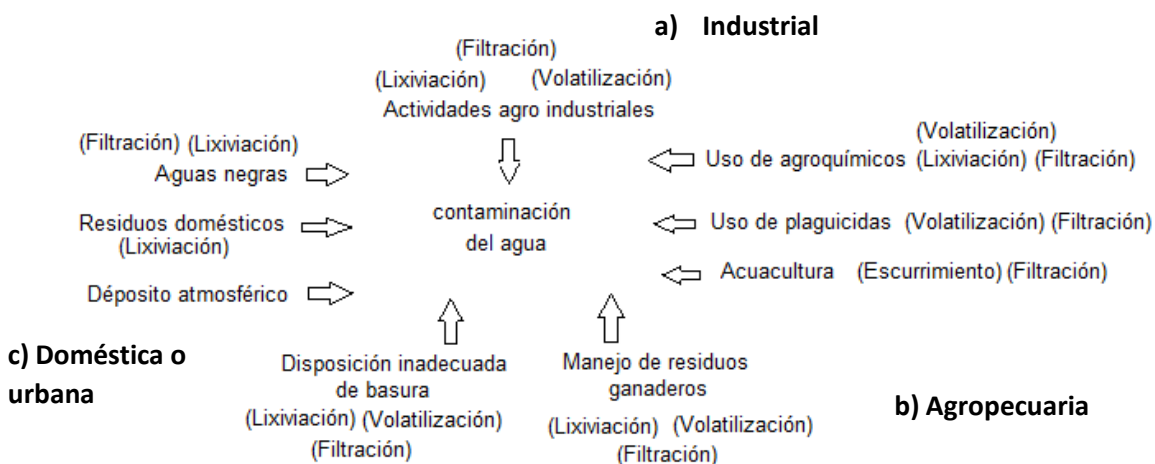 a) Industrial
(Filtración)
(Lixiviación) (Volatilización)
Actividades agro industriales
(Filtración) (Lixiviación)
Aguas negras
(Volatilización)
Uso de agroquímicos (Lixiviación) (Filtración)
contaminación
del agua
Residuos domésticos
(Lixiviación)
Uso de plaguicidas (Volatilización) (Filtración)
Acuacultura (Escurrimiento) (Filtración)
Déposito atmosférico
c) Doméstica o
urbana
Disposición inadecuada
de basura
(Lixiviación) (Volatilización)
(Filtración)
Manejo de residuos
ganaderos
(Lixiviación) (Volatilización)
(Filtración)
b) Agropecuaria